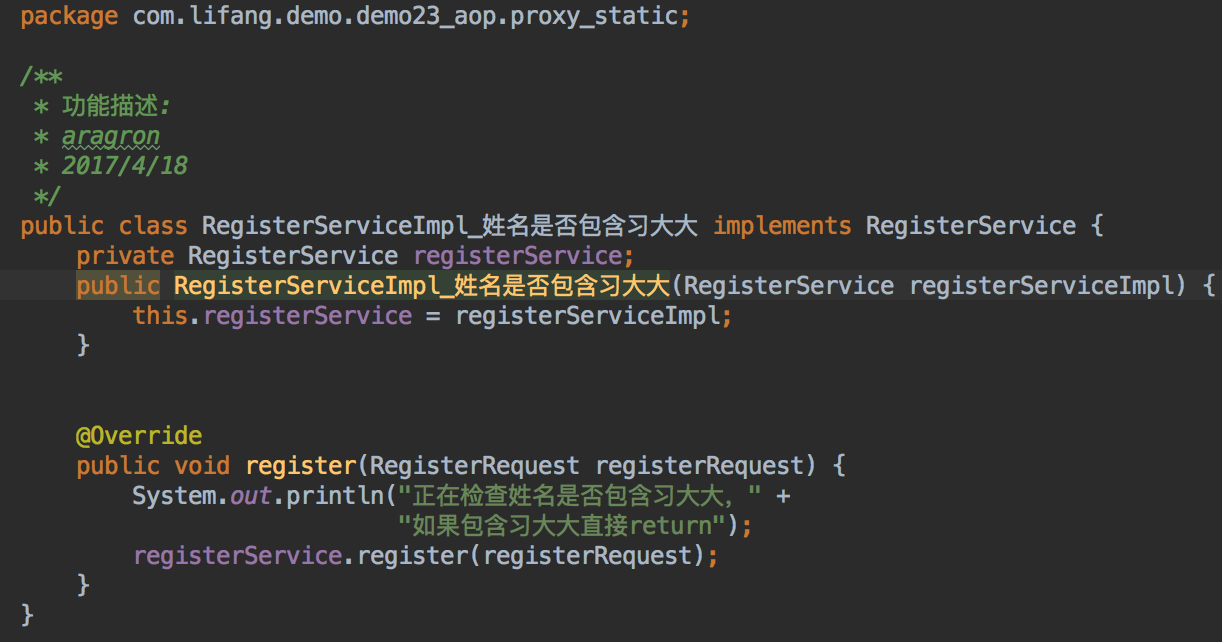 package com.lifang.demo.demo23_aop.proxy_static;
/**
 * 功能描述:
 * aragron
 * 2017/4/18
 */
public class RegisterServiceImpl_姓名是否包含习大大 implements RegisterService {
    private RegisterService registerService;
    public RegisterServiceImpl_姓名是否包含习大大(RegisterService registerServiceImpl) {
        this.registerService = registerServiceImpl;
    }
    @Override
    public void register(RegisterRequest registerRequest) {
        System.out.println("正在检查姓名是否包含习大大，" +
                           "如果包含习大大直接return");
        registerService.register(registerRequest);
    }
}